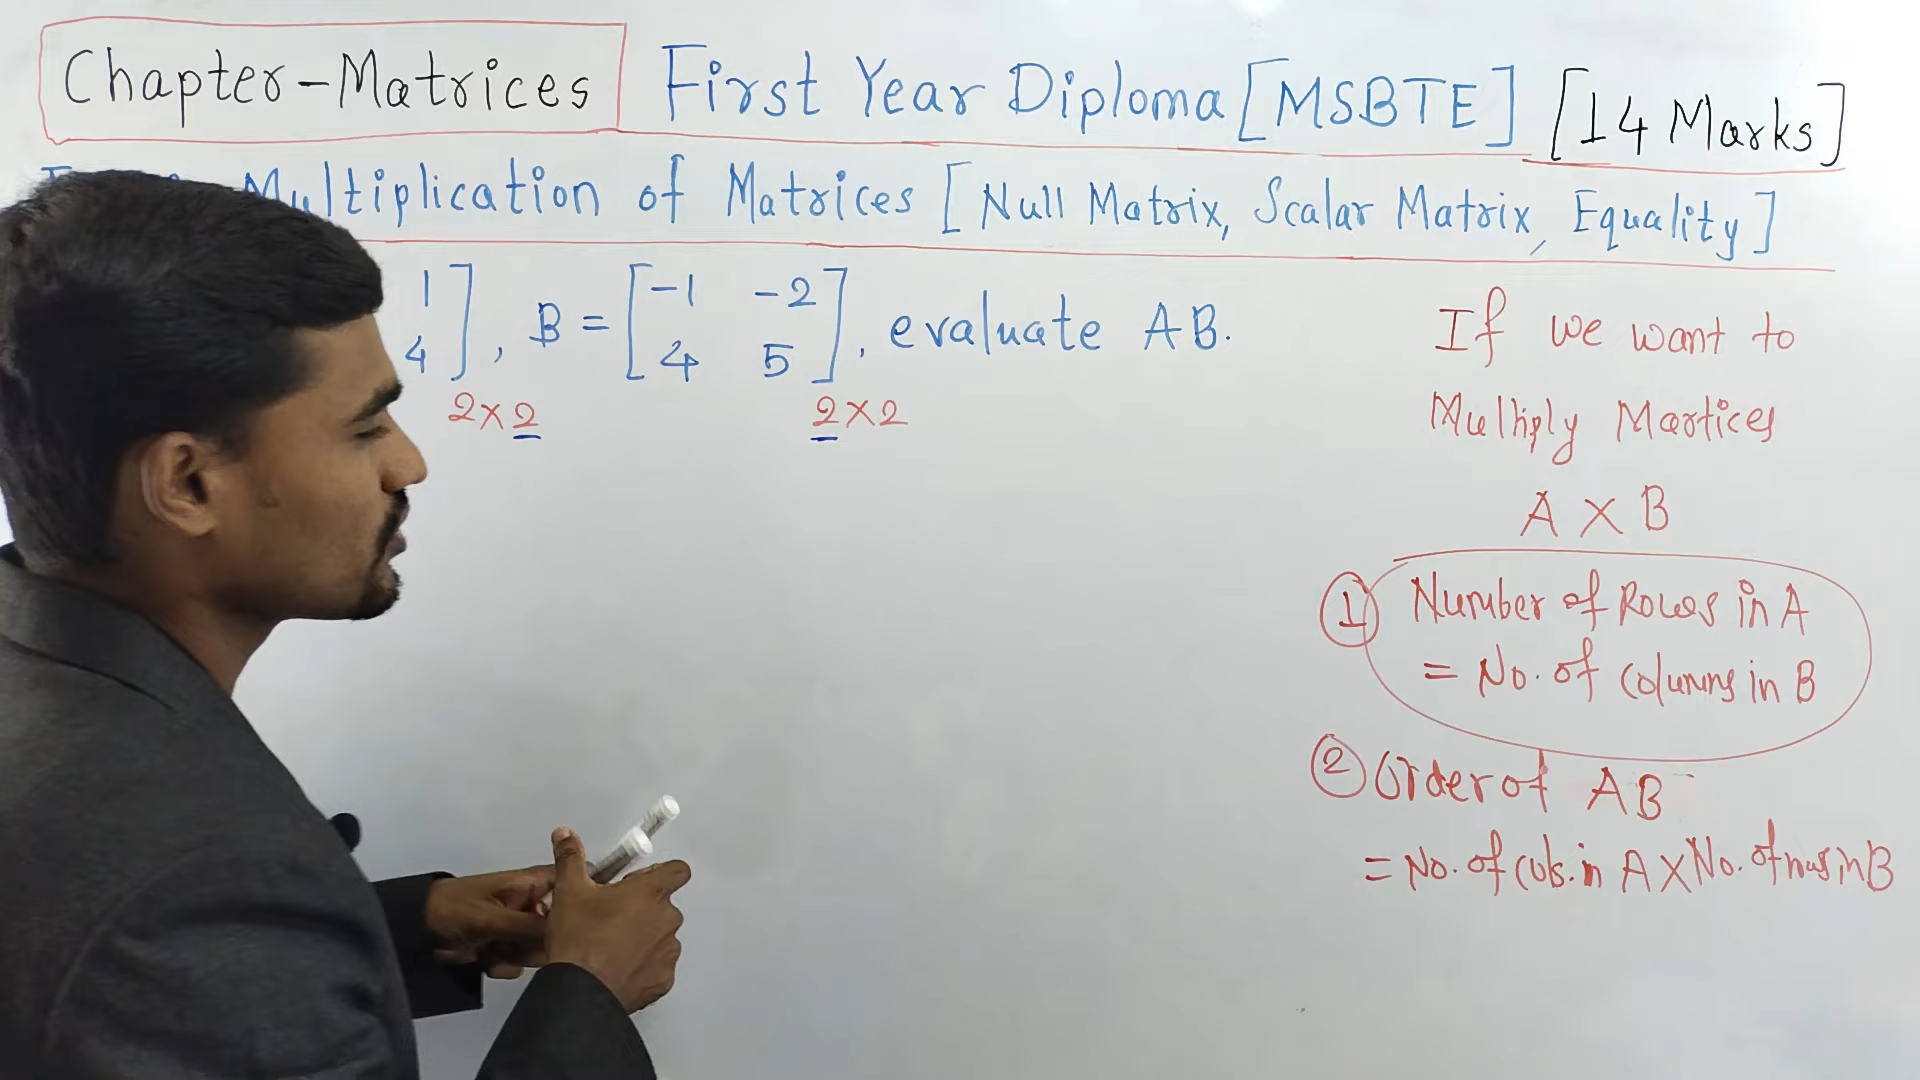 Chapter-Matrices First Year Diploma [MSBTE] [14 Marks]
Multiplication of Matrices [Null Matrix, Scalar Matrix, Equality]
1 ], B = [ -1 -2 ], evaluate AB.
4 4 5
2×2 2×2
If we want to
Multiply Martices
A × B
1 Number of Rows in A
= No. of columns in B
2 Order of AB
= No. of cols. in A × No. of rows in B